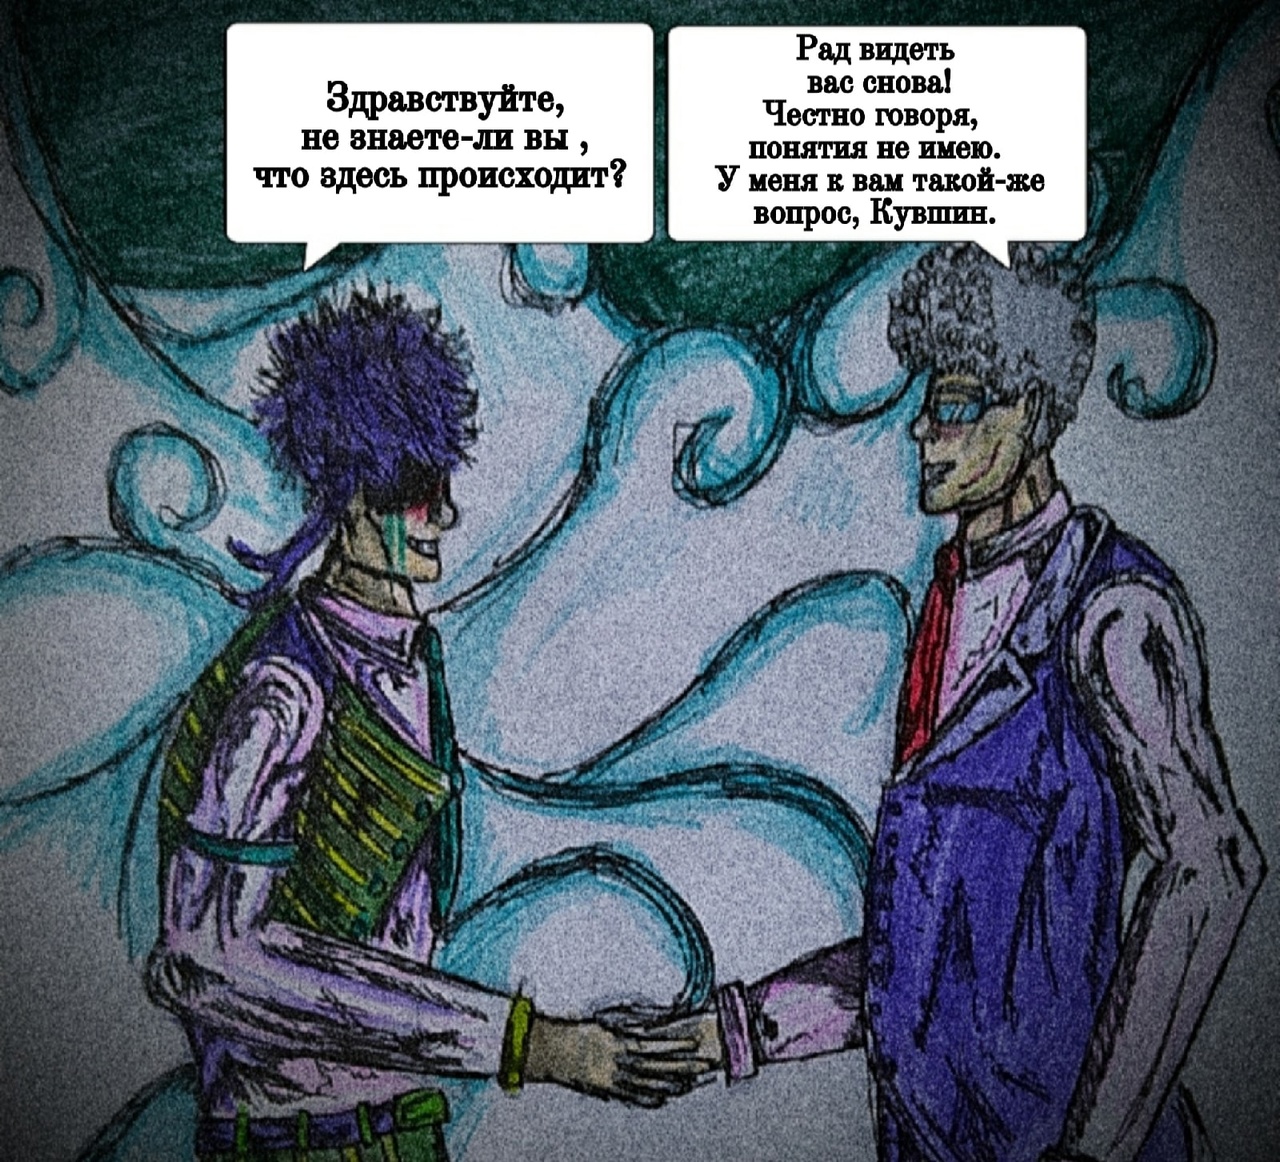 Здравствуйте,
не знаете-ли вы ,
что здесь происходит?
Рад видеть
вас снова!
Честно говоря,
понятия не имею.
У меня к вам такой-же
вопрос, Кувшин.